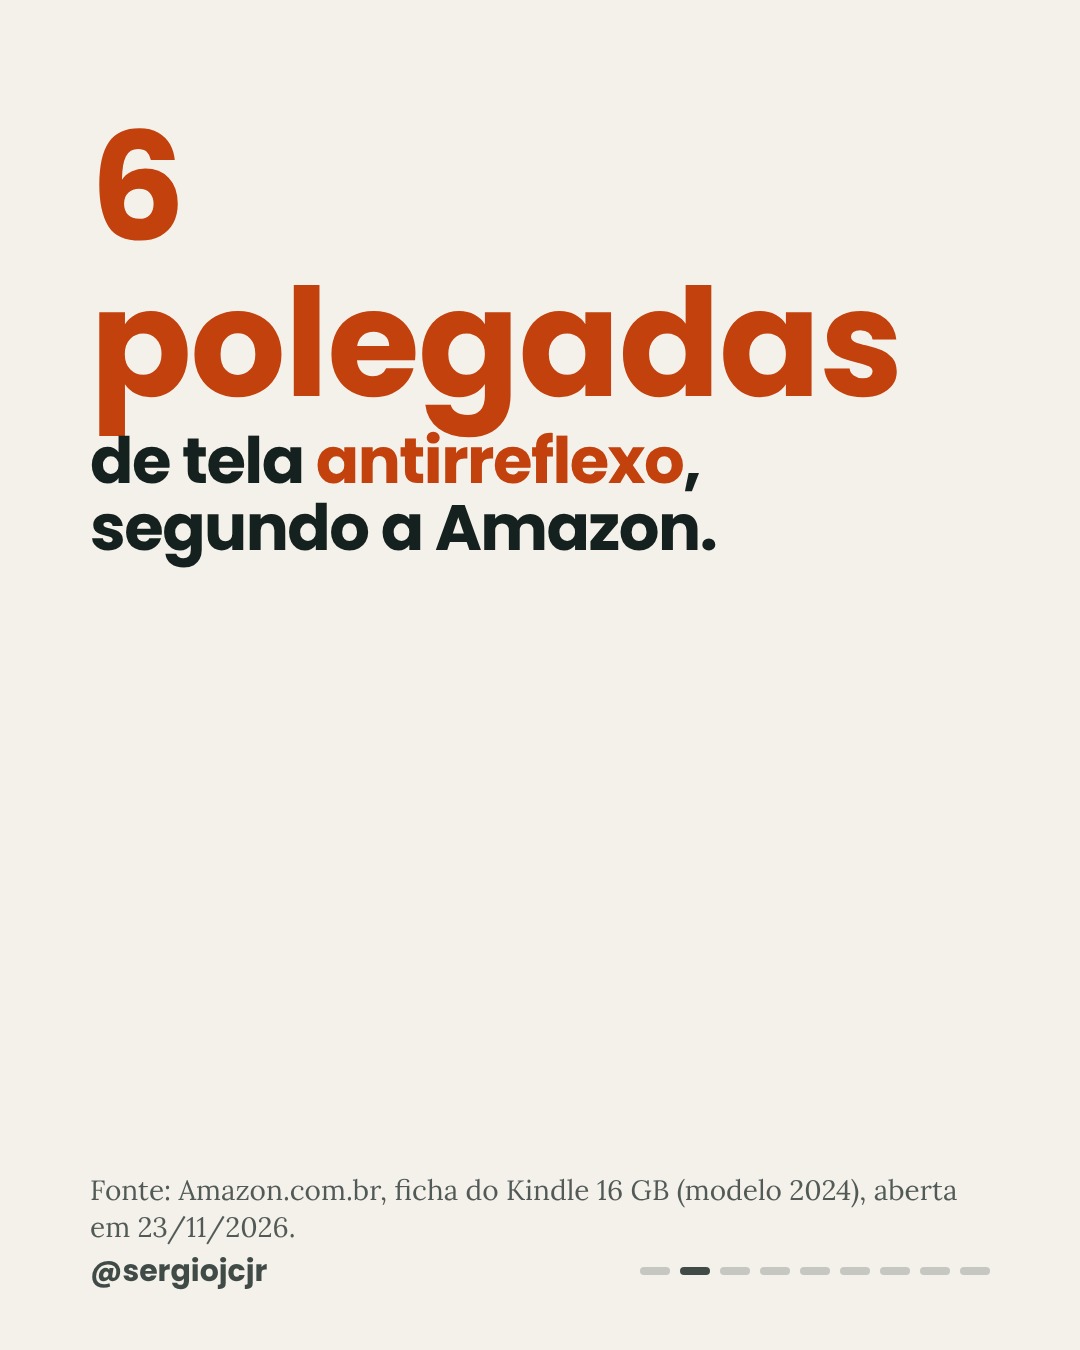 6
polegadas
de tela antirreflexo,
segundo a Amazon.
Fonte: Amazon.com.br, ficha do Kindle 16 GB (modelo 2024), aberta
em 23/11/2026.
@sergiojcjr